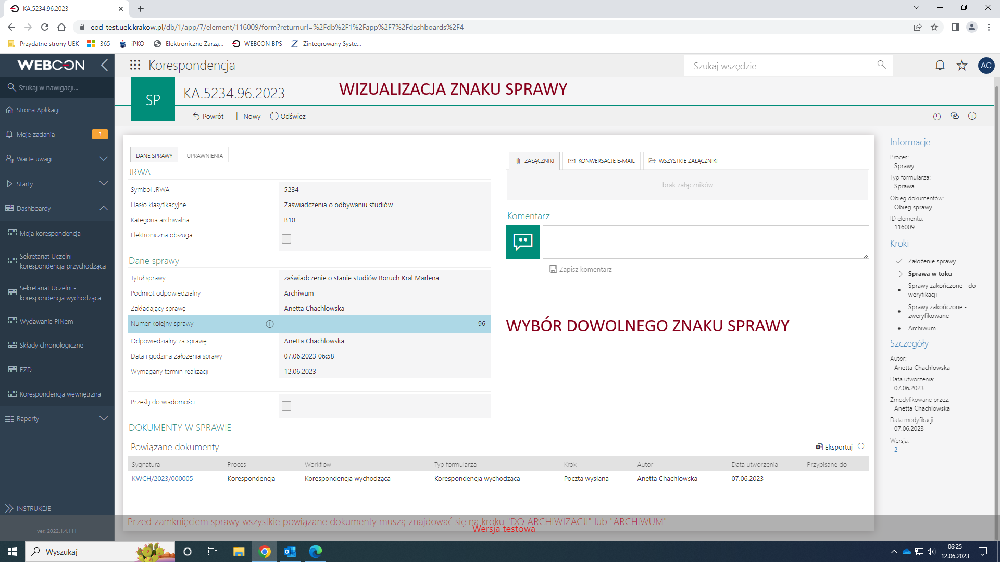 KA.5234.96.2023
eod-test.uek.krakow.pl/db/1/app/7/element/116009/form?returnurl=%2Fdb%2F1%2Fapp%2F7%2Fdashboards%2F4
Przydatne strony UEK 365 iPKO Elektroniczne Zarzą... WEBCON BPS Zintegrowany Syste...
WEBCON
Korespondencja
Szukaj wszędzie...
AC
Szukaj w nawigacji...
Strona Aplikacji
Moje zadania 3
Warte uwagi
Starty
Dashboardy
Moja korespondencja
Sekretariat Uczelni -
korespondencja przychodząca
Sekretariat Uczelni -
korespondencja wychodząca
Wydawanie PINem
Składy chronologiczne
EZD
Korespondencja wewnętrzna
Raporty
INSTRUKCJE
ver. 2022.1.4.111
SP
KA.5234.96.2023
WIZUALIZACJA ZNAKU SPRAWY
Powrót Nowy Odśwież
DANE SPRAWY UPRAWNIENIA
JRWA
Symbol JRWA 5234
Hasło klasyfikacyjne Zaświadczenia o odbywaniu studiów
Kategoria archiwalna B10
Elektroniczna obsługa
Dane sprawy
Tytuł sprawy zaświadczenie o stanie studiów Boruch Kral Marlena
Podmiot odpowiedzialny Archiwum
Zakładający sprawę Anetta Chachlowska
Numer kolejny sprawy 96
Odpowiedzialny za sprawę Anetta Chachlowska
Data i godzina założenia sprawy 07.06.2023 06:58
Wymagany termin realizacji 12.06.2023
Prześlij do wiadomości
ZAŁĄCZNIKI KONWERSACJE E-MAIL WSZYSTKIE ZAŁĄCZNIKI
brak załączników
Komentarz
Zapisz komentarz
WYBÓR DOWOLNEGO ZNAKU SPRAWY
DOKUMENTY W SPRAWIE
Powiązane dokumenty
Eksportuj
Sygnatura Proces Workflow Typ formularza Krok Autor Data utworzenia Przypisane do
KWCH/2023/000005 Korespondencja Korespondencja wychodząca Korespondencja wychodząca Poczta wysłana Anetta Chachlowska 07.06.2023
Przed zamknięciem sprawy wszystkie powiązane dokumenty muszą znajdować się na kroku "DO ARCHIWIZACJI" lub "ARCHIWUM"
Wersja testowa
Informacje
Proces:
Sprawy
Typ formularza:
Sprawa
Obieg dokumentów:
Obieg sprawy
ID elementu:
116009
Kroki
Założenie sprawy
Sprawa w toku
Sprawy zakończone - do
weryfikacji
Sprawy zakończone -
zweryfikowane
Archiwum
Szczegóły
Autor:
Anetta Chachlowska
Data utworzenia:
07.06.2023
Zmodyfikowane przez:
Anetta Chachlowska
Data modyfikacji:
07.06.2023
Wersja:
2
Wyszukaj
06:25
12.06.2023